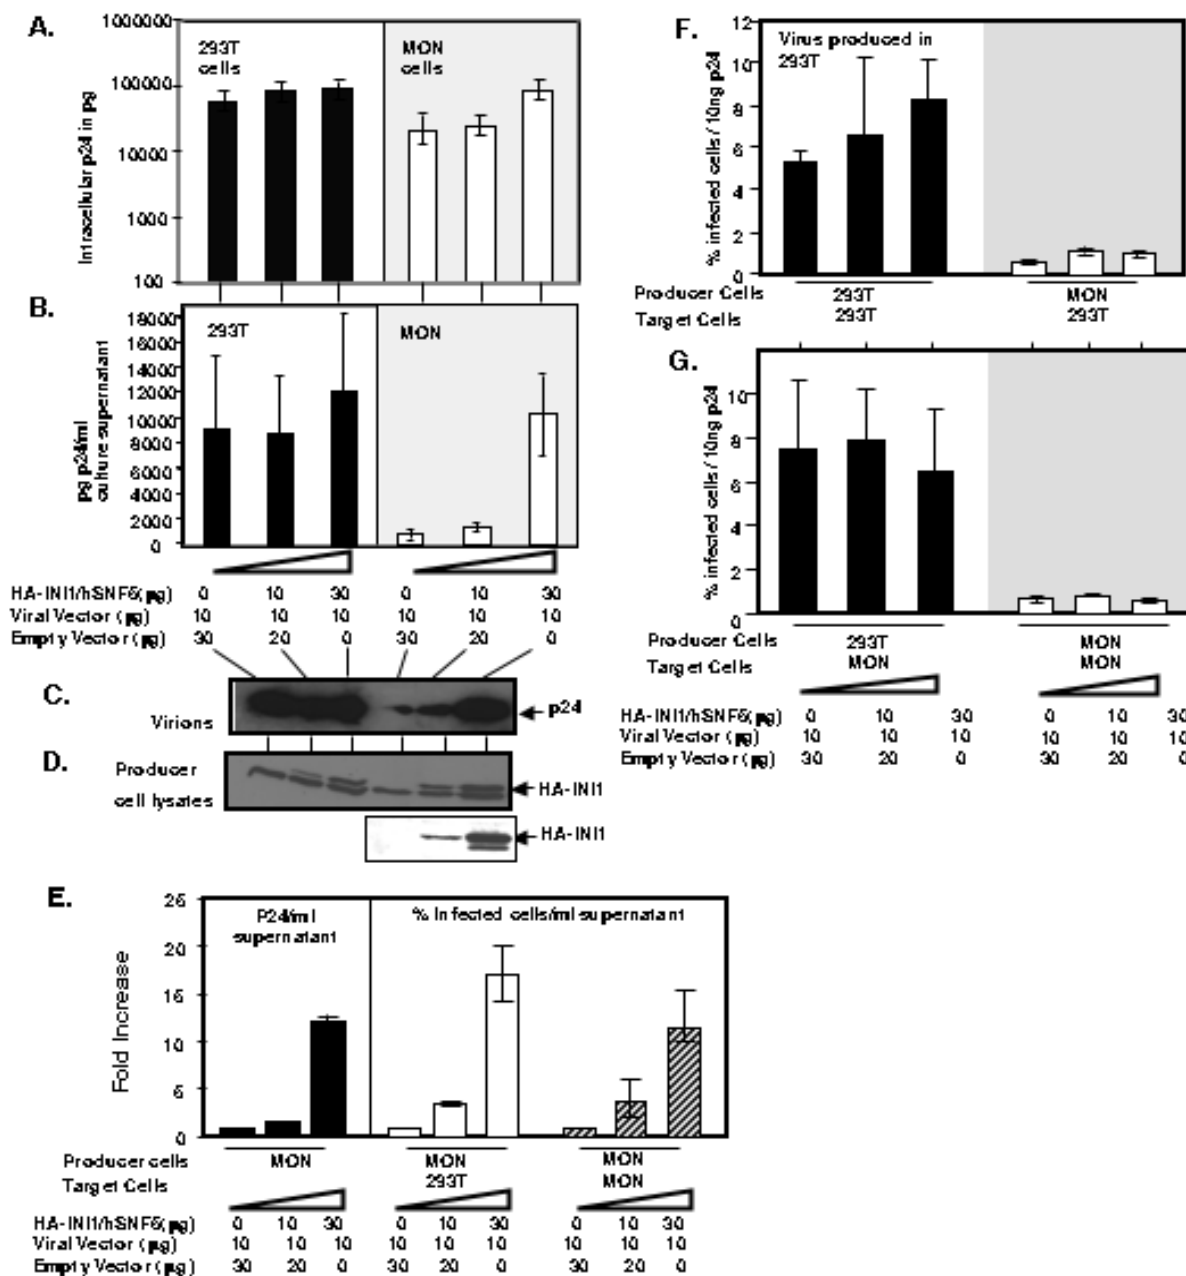 A.
1000000
100000
10000
1000
100
Intracellular p24 in pg
293T
cells
MON
cells
B.
18000
16000
14000
12000
10000
8000
6000
4000
2000
0
pg p24/ml
culture supernatant
293T
MON
HA-INI1/hSNF5(µg) 0 10 30 0 10 30
Viral Vector (µg) 10 10 10 10 10 10
Empty Vector (µg) 30 20 0 30 20 0
C.
Virions
p24
D.
Producer
cell lysates
HA-INI1
HA-INI1
E.
25
20
15
10
5
0
Fold Increase
P24/ml
supernatant
% Infected cells/ml supernatant
Producer cells MON MON MON
Target Cells 293T MON
HA-INI1/hSNF5(µg) 0 10 30 0 10 30 0 10 30
Viral Vector (µg) 10 10 10 10 10 10 10 10 10
Empty Vector (µg) 30 20 0 30 20 0 30 20 0
F.
12
10
8
6
4
2
0
% infected cells / 10ng p24
Virus produced in
293T
Producer Cells 293T MON
Target Cells 293T 293T
G.
10
8
6
4
2
0
% infected cells / 10ng p24
Producer Cells 293T MON
Target Cells MON MON
HA-INI1/hSNF5(µg) 0 10 30 0 10 30
Viral Vector (µg) 10 10 10 10 10 10
Empty Vector (µg) 30 20 0 30 20 0